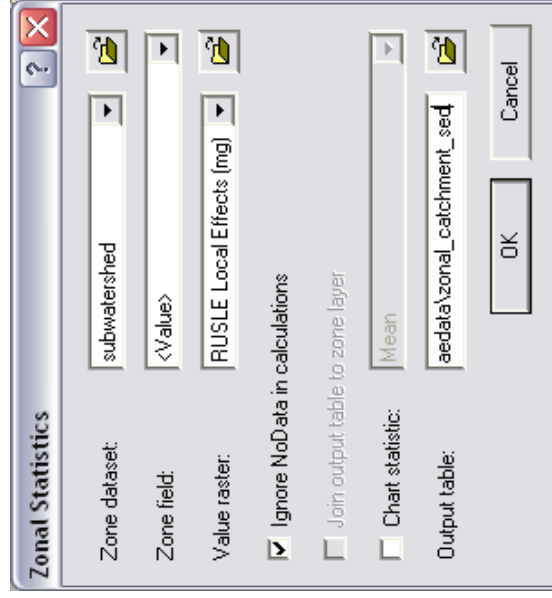 Zonal Statistics
Zone dataset: subwatershed
Zone field: <Value>
Value raster: RUSLE Local Effects (mg)
Ignore NoData in calculations
Join output table to zone layer
Chart statistic: Mean
Output table: aedata\zonal_catchment_sed
OK Cancel